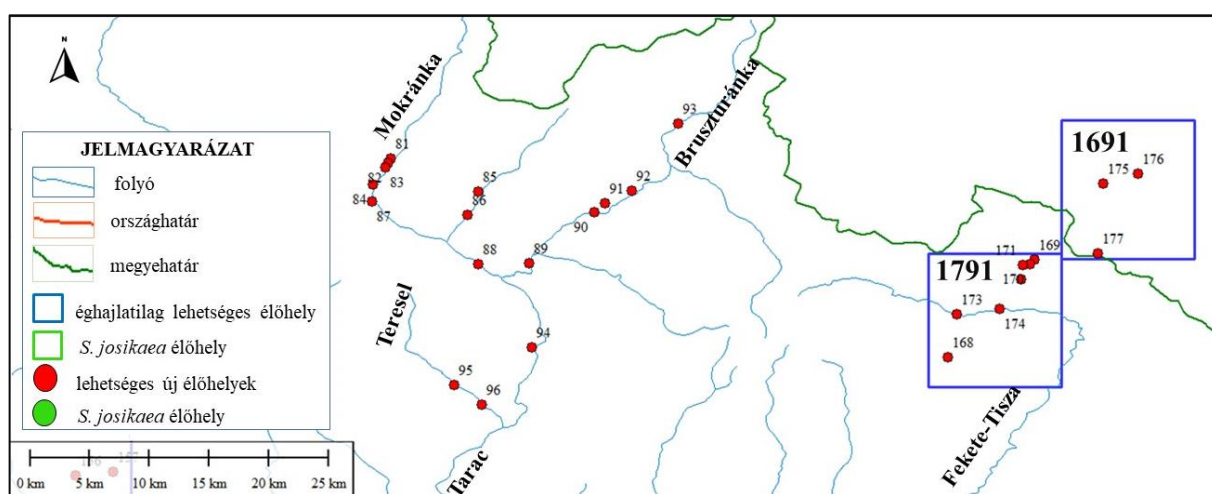 N
Mokránka
Bruszturánka
93
81
82
83
84
87
85
86
91
92
90
88
89
94
Teresel
95
96
Tarac
1691
175
176
177
1791
171
169
170
173
174
168
Fekete-Tisza
JELMAGYARÁZAT
folyó
országhatár
megyehatár
éghajlatilag lehetséges élőhely
S. josikaea élőhely
lehetséges új élőhelyek
S. josikaea élőhely
0 km
5 km
10 km
15 km
20 km
25 km